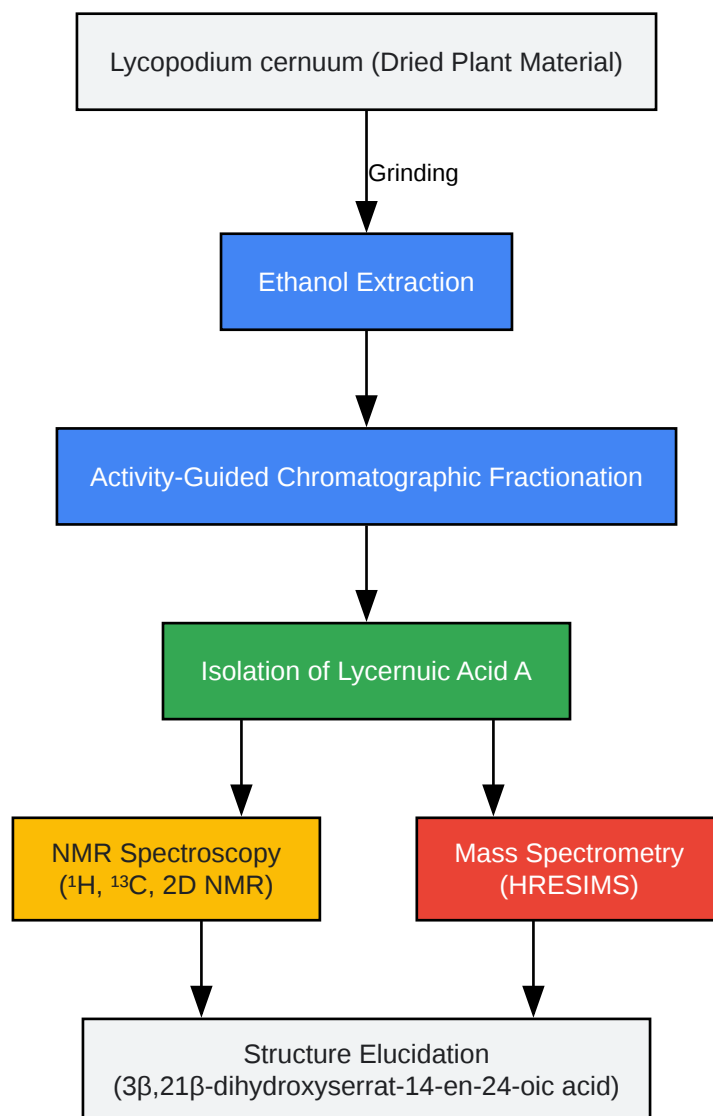 Lycopodium cernuum (Dried Plant Material)
Grinding
Ethanol Extraction
Activity-Guided Chromatographic Fractionation
Isolation of Lycernuic Acid A
NMR Spectroscopy
(¹H, ¹³C, 2D NMR)
Mass Spectrometry
(HRESIMS)
Structure Elucidation
(3β,21β-dihydroxyserrat-14-en-24-oic acid)